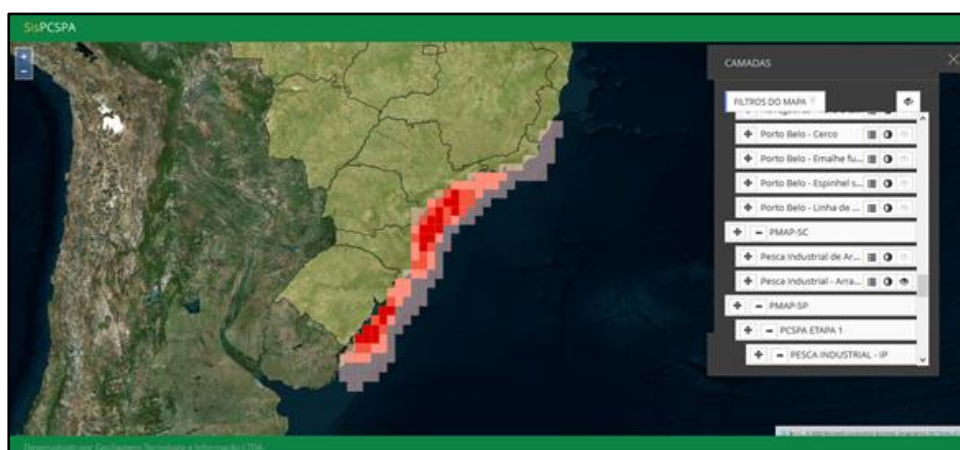 SisPCSPA
CAMADAS
FILTROS DO MAPA
Porto Belo - Cerco
Porto Belo - Emalhe fu...
Porto Belo - Espinhel s...
Porto Belo - Linha de ...
PMAP-SC
Pesca Industrial de Ar...
Pesca Industrial - Arra...
PMAP-SP
PCSPA ETAPA 1
PESCA INDUSTRIAL - IP